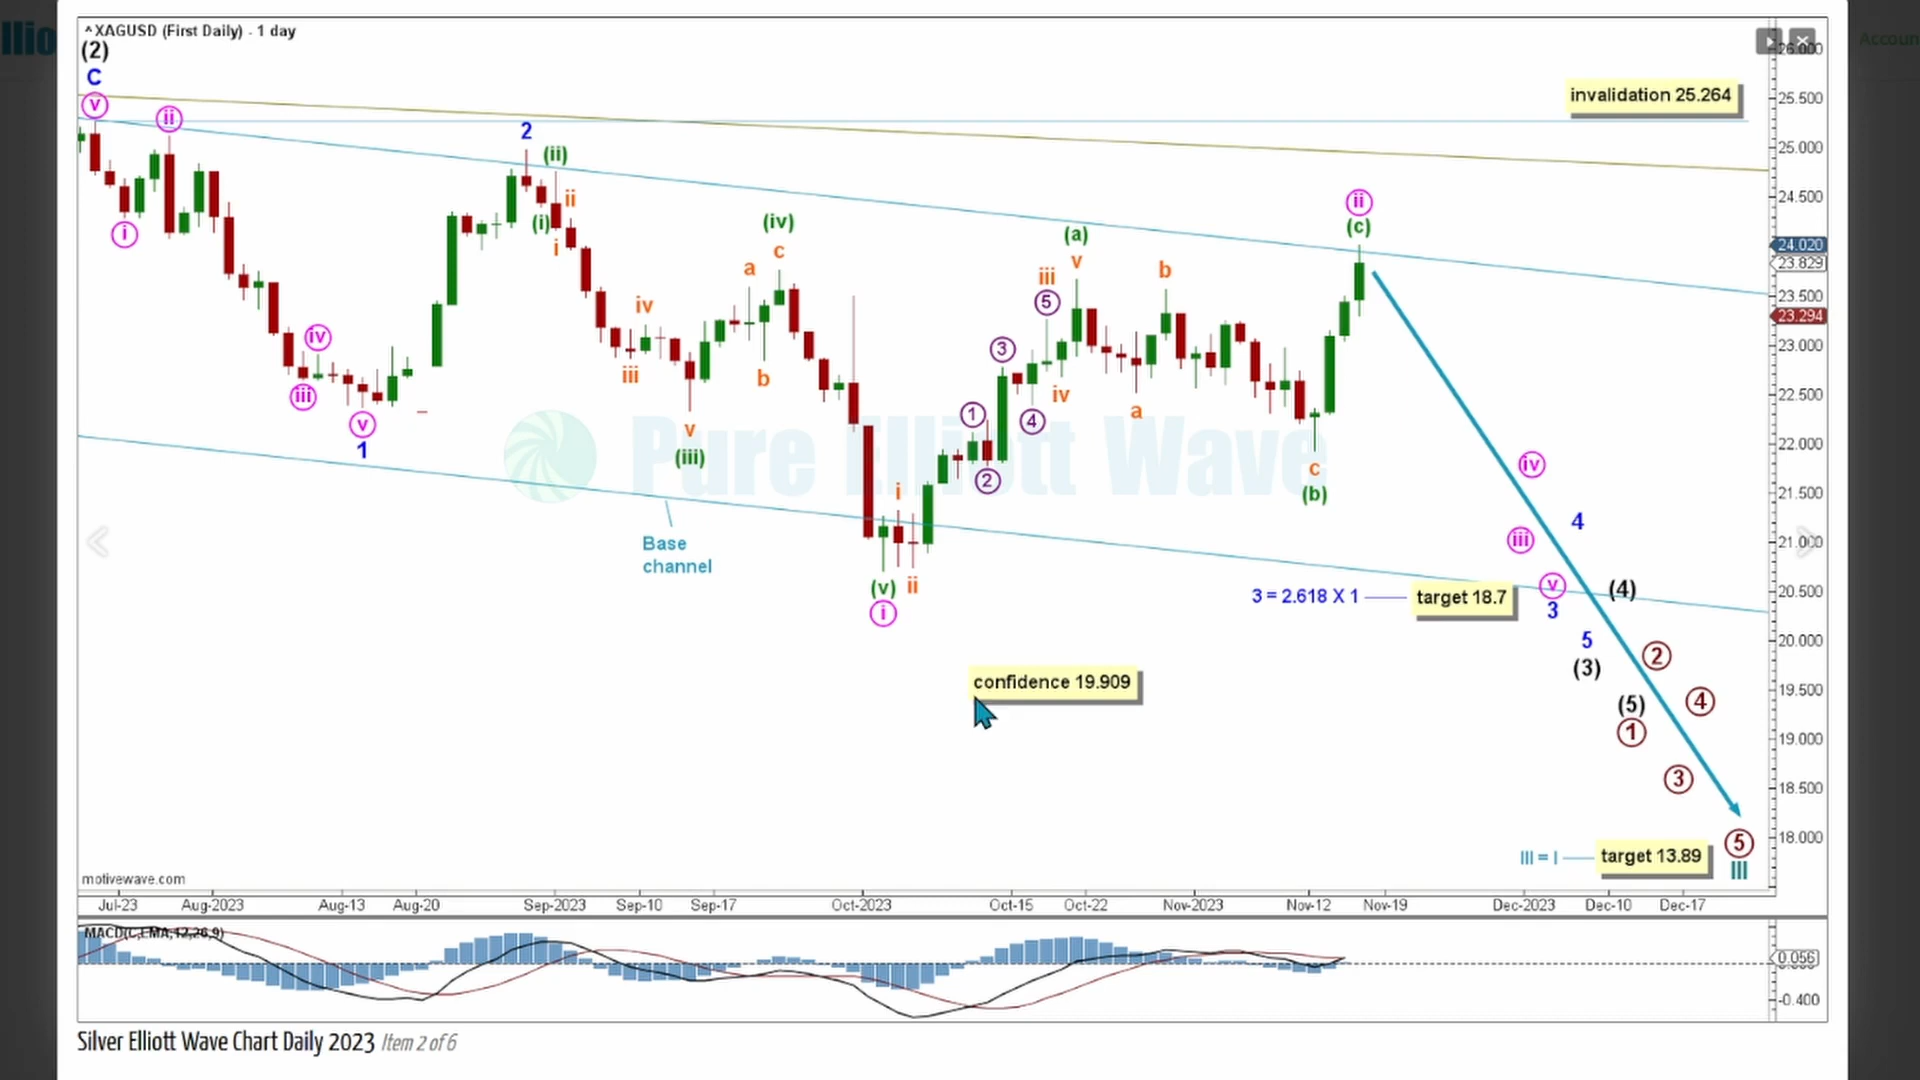 llio
Accoun
^XAGUSD (First Daily) - 1 day
(2)
C
v
ii
i
iv
iii
v
1
2
(ii)
ii
(i)
i
iv
iii
v
(iii)
(iv)
c
a
b
(v)
i
i
ii
1
2
3
4
5
iii
iv
v
(a)
a
b
c
(b)
ii
(c)
iv
iii
v
3
4
5
(3)
(4)
(5)
1
2
3
4
5
III
invalidation 25.264
Base
channel
3 = 2.618 X 1
target 18.7
confidence 19.909
III = I
target 13.89
Pure Elliott Wave
26.000
25.500
25.000
24.500
24.020
23.829
23.500
23.294
23.000
22.500
22.000
21.500
21.000
20.500
20.000
19.500
19.000
18.500
18.000
motivewave.com
Jul-23
Aug-2023
Aug-13
Aug-20
Sep-2023
Sep-10
Sep-17
Oct-2023
Oct-15
Oct-22
Nov-2023
Nov-12
Nov-19
Dec-2023
Dec-10
Dec-17
MACD(C,EMA,12,26,9)
0.056
-0.400
Silver Elliott Wave Chart Daily 2023 Item 2 of 6